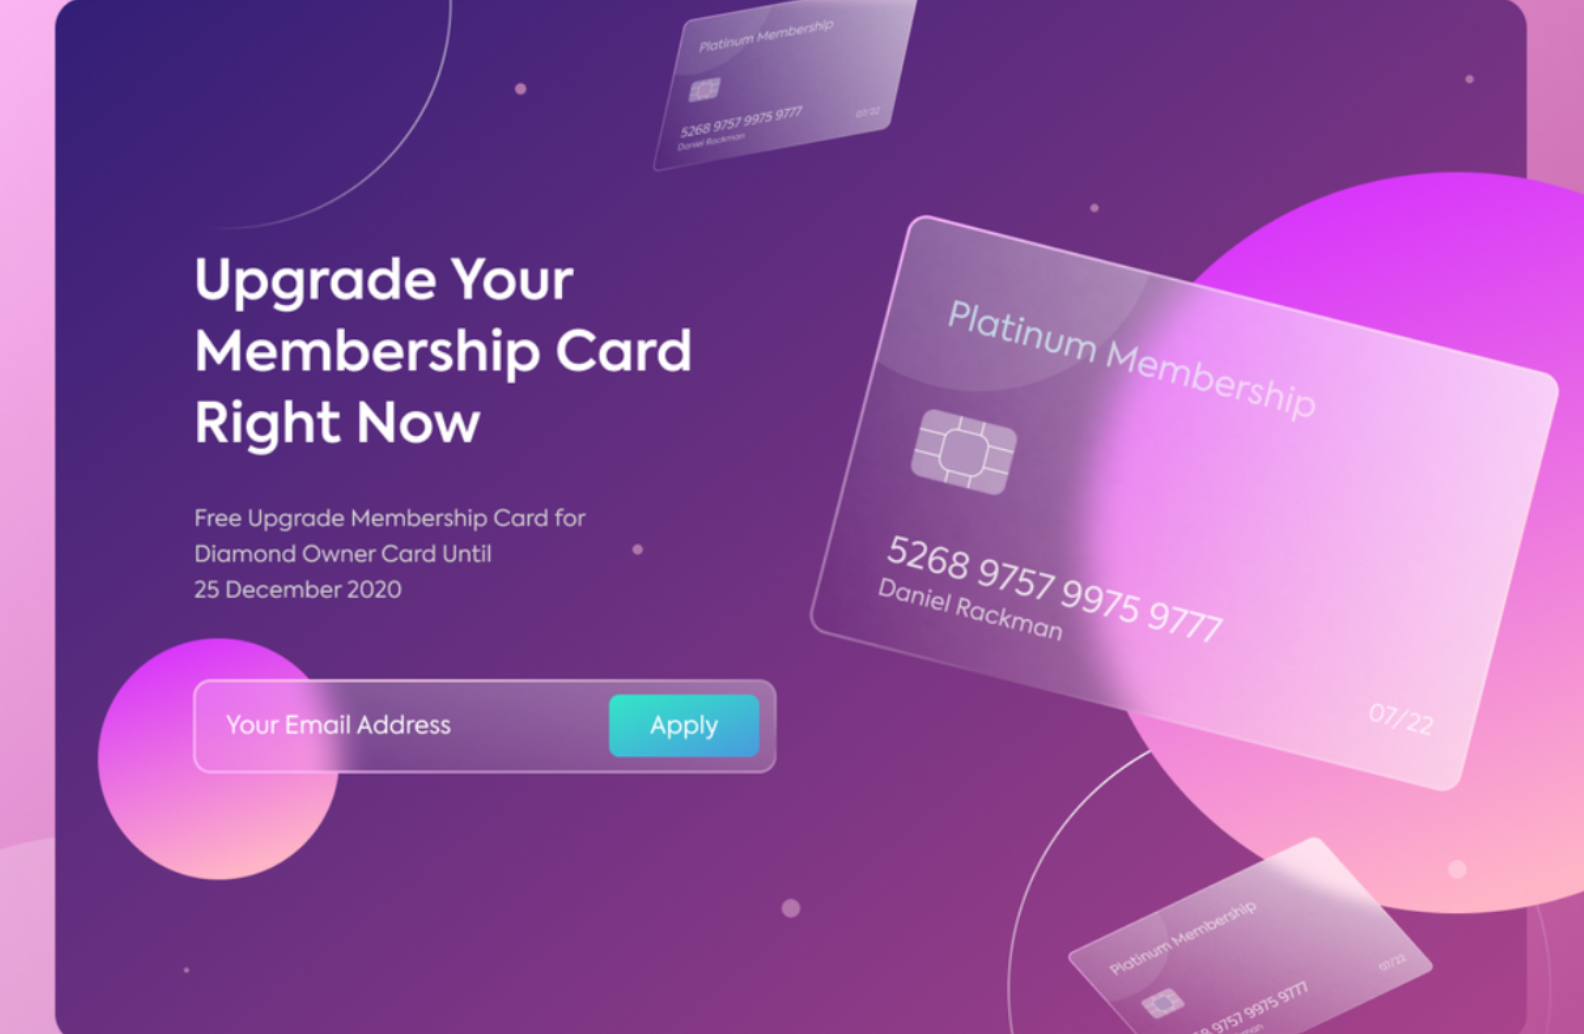 Platinum Membership
5268 9757 9975 9777
07/22
Daniel Rackman
Upgrade Your
Membership Card
Right Now
Free Upgrade Membership Card for
Diamond Owner Card Until
25 December 2020
Your Email Address
Apply
Platinum Membership
5268 9757 9975 9777
Daniel Rackman
07/22
Platinum Membership
07/22
9757 9975 9777